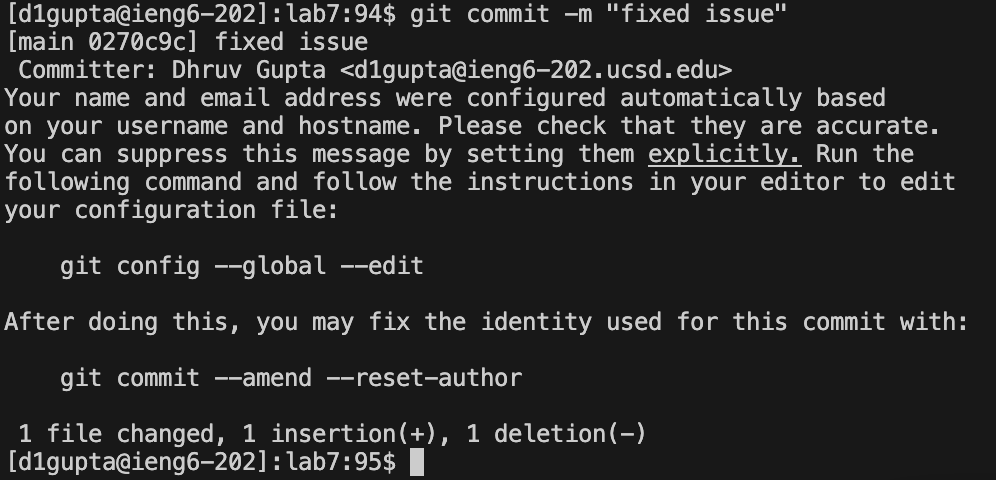 [d1gupta@ieng6-202]:lab7:94$ git commit -m "fixed issue"
[main 0270c9c] fixed issue
 Committer: Dhruv Gupta <d1gupta@ieng6-202.ucsd.edu>
Your name and email address were configured automatically based
on your username and hostname. Please check that they are accurate.
You can suppress this message by setting them explicitly. Run the
following command and follow the instructions in your editor to edit
your configuration file:

    git config --global --edit

After doing this, you may fix the identity used for this commit with:

    git commit --amend --reset-author

 1 file changed, 1 insertion(+), 1 deletion(-)
[d1gupta@ieng6-202]:lab7:95$